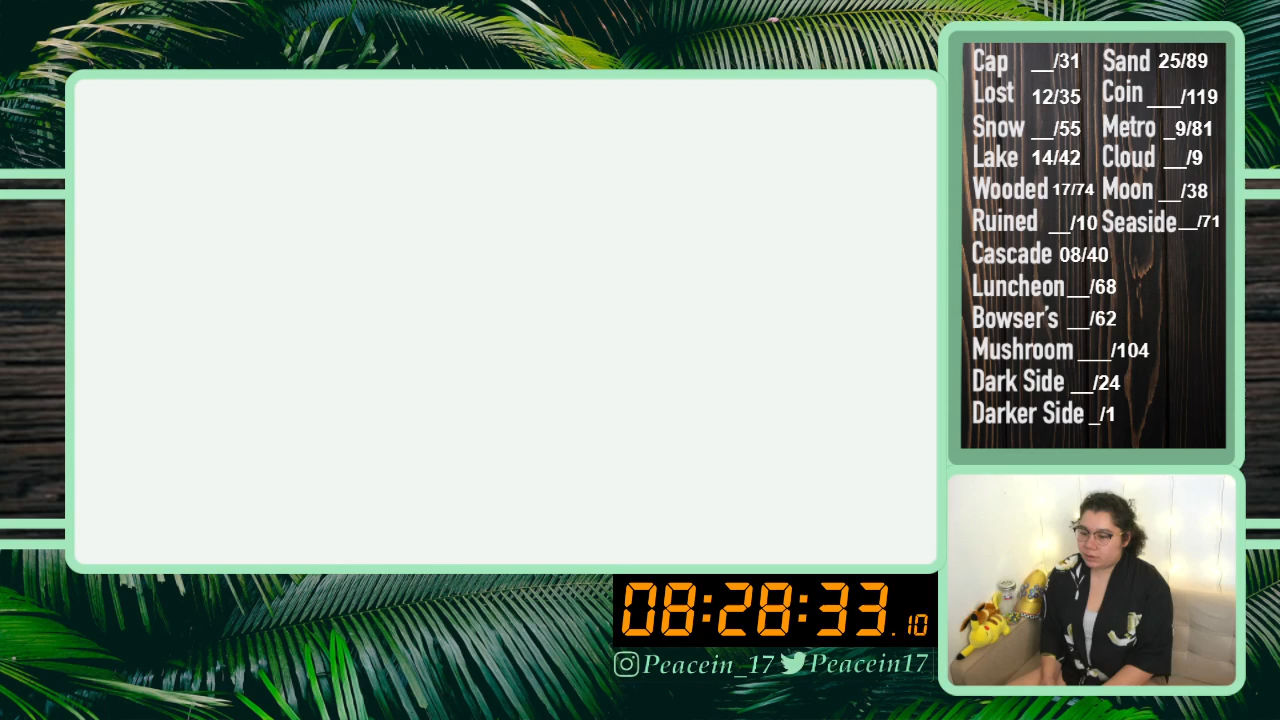 Cap __/31 Sand 25/89
Lost 12/35 Coin ___/119
Snow __/55 Metro _9/81
Lake 14/42 Cloud __/9
Wooded 17/74 Moon __/38
Ruined __/10 Seaside __/71
Cascade 08/40
Luncheon __/68
Bowser's __/62
Mushroom ___/104
Dark Side __/24
Darker Side _/1
08:28:33.10
Peacein_17 Peacein17